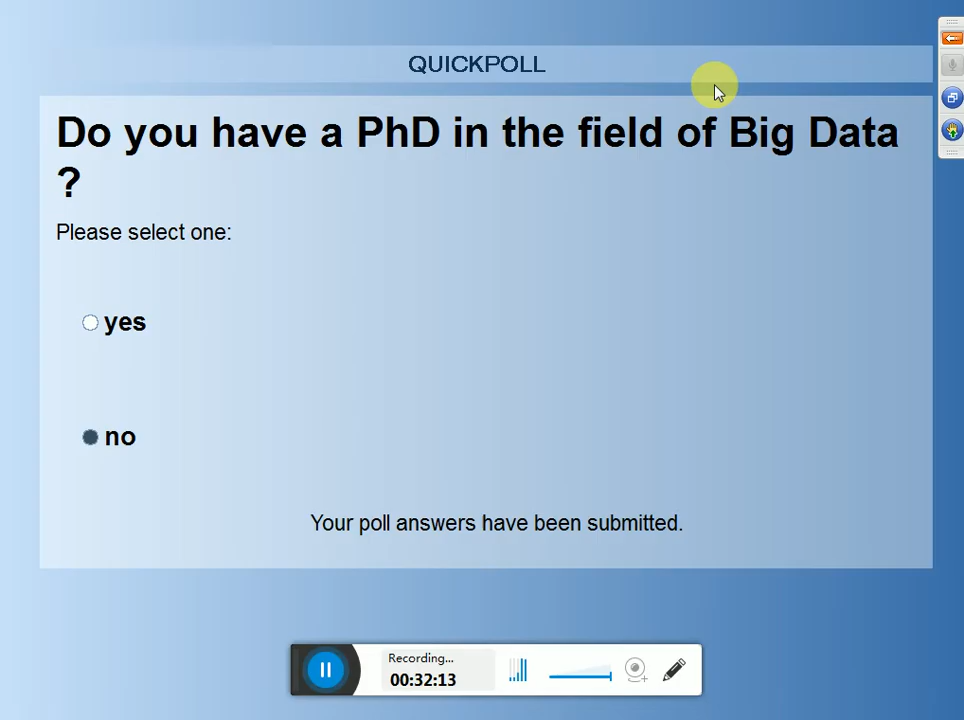 QUICKPOLL
Do you have a PhD in the field of Big Data
?
Please select one:
yes
no
Your poll answers have been submitted.
Recording...
00:32:13